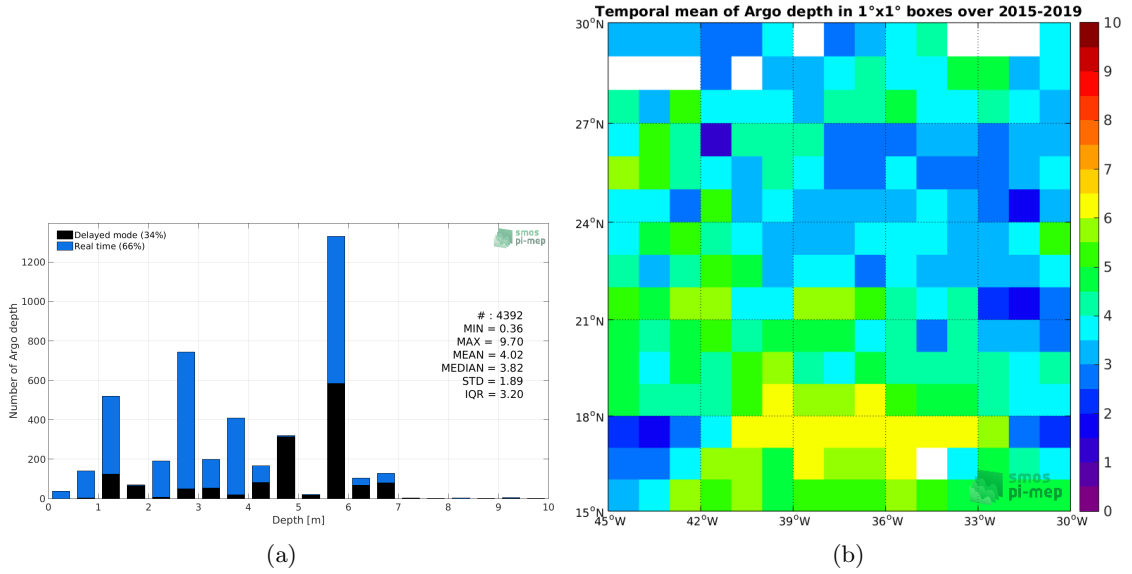 Temporal mean of Argo depth in 1°x1° boxes over 2015-2019
Delayed mode (34%)
Real time (66%)
smos
pi-mep
# : 4392
MIN = 0.36
MAX = 9.70
MEAN = 4.02
MEDIAN = 3.82
STD = 1.89
IQR = 3.20
Number of Argo depth
1200
1000
800
600
400
200
0
0 1 2 3 4 5 6 7 8 9 10
Depth [m]
(a)
30°N
27°N
24°N
21°N
18°N
15°N
45°W 42°W 39°W 36°W 33°W 30°W
smos
pi-mep
10
9
8
7
6
5
4
3
2
1
0
(b)